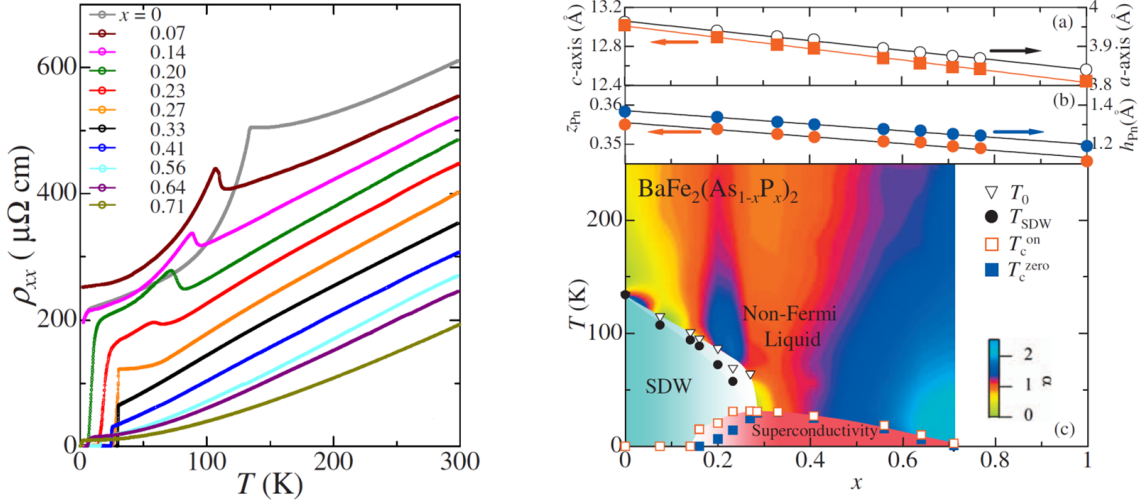 x = 0
0.07
0.14
0.20
0.23
0.27
0.33
0.41
0.56
0.64
0.71
600
400
200
0
ρxx ( μΩ cm)
0 100 200 300
T (K)
13.2
12.8
12.4
c-axis (Å)
(a)
4
3.9
3.8
a-axis (Å)
0.36
0.35
zPn
(b)
1.4
1.2
hPn(Å)
BaFe2(As1-xPx)2
T0
TSDW
Tc on
Tc zero
200
100
0
T (K)
Non-Fermi
Liquid
SDW
Superconductivity
2
1
0
α
(c)
0 0.2 0.4 0.6 0.8 1
x